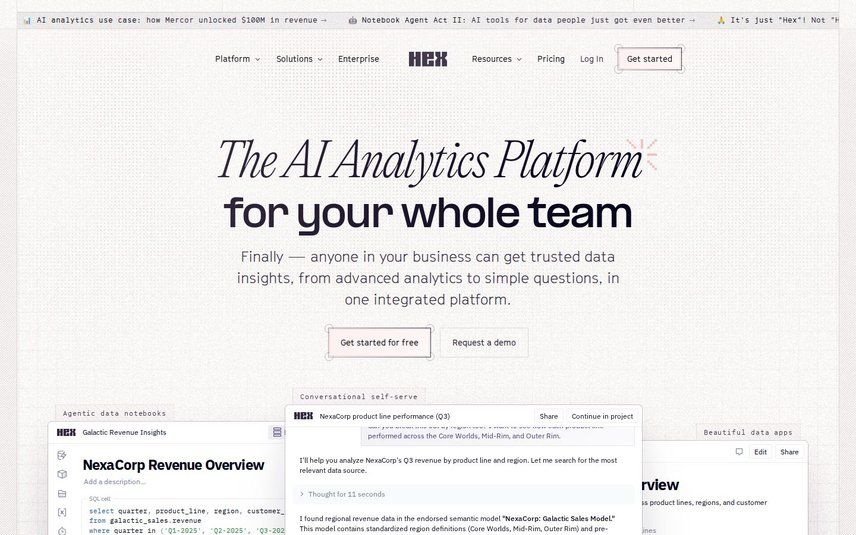 AI analytics use case: how Mercor unlocked $100M in revenue →
Notebook Agent Act II: AI tools for data people just got even better →
It's just "Hex"! Not "H
Platform
Solutions
Enterprise
HEX
Resources
Pricing
Log In
Get started
The AI Analytics Platform
for your whole team
Finally — anyone in your business can get trusted data
insights, from advanced analytics to simple questions, in
one integrated platform.
Get started for free
Request a demo
Agentic data notebooks
HEX
Galactic Revenue Insights
NexaCorp Revenue Overview
Add a description...
SQL cell
select quarter, product_line, region, customer_
from galactic_sales.revenue
where quarter in ('Q1-2025', 'Q2-2025', 'Q3-202
Conversational self-serve
HEX
NexaCorp product line performance (Q3)
Share
Continue in project
performed across the Core Worlds, Mid-Rim, and Outer Rim.
I'll help you analyze NexaCorp's Q3 revenue by product line and region. Let me search for the most
relevant data source.
Thought for 11 seconds
I found regional revenue data in the endorsed semantic model "NexaCorp: Galactic Sales Model."
This model contains standardized region definitions (Core Worlds, Mid-Rim, Outer Rim) and pre-
Beautiful data apps
Edit
Share
rview
ss product lines, regions, and customer
lines